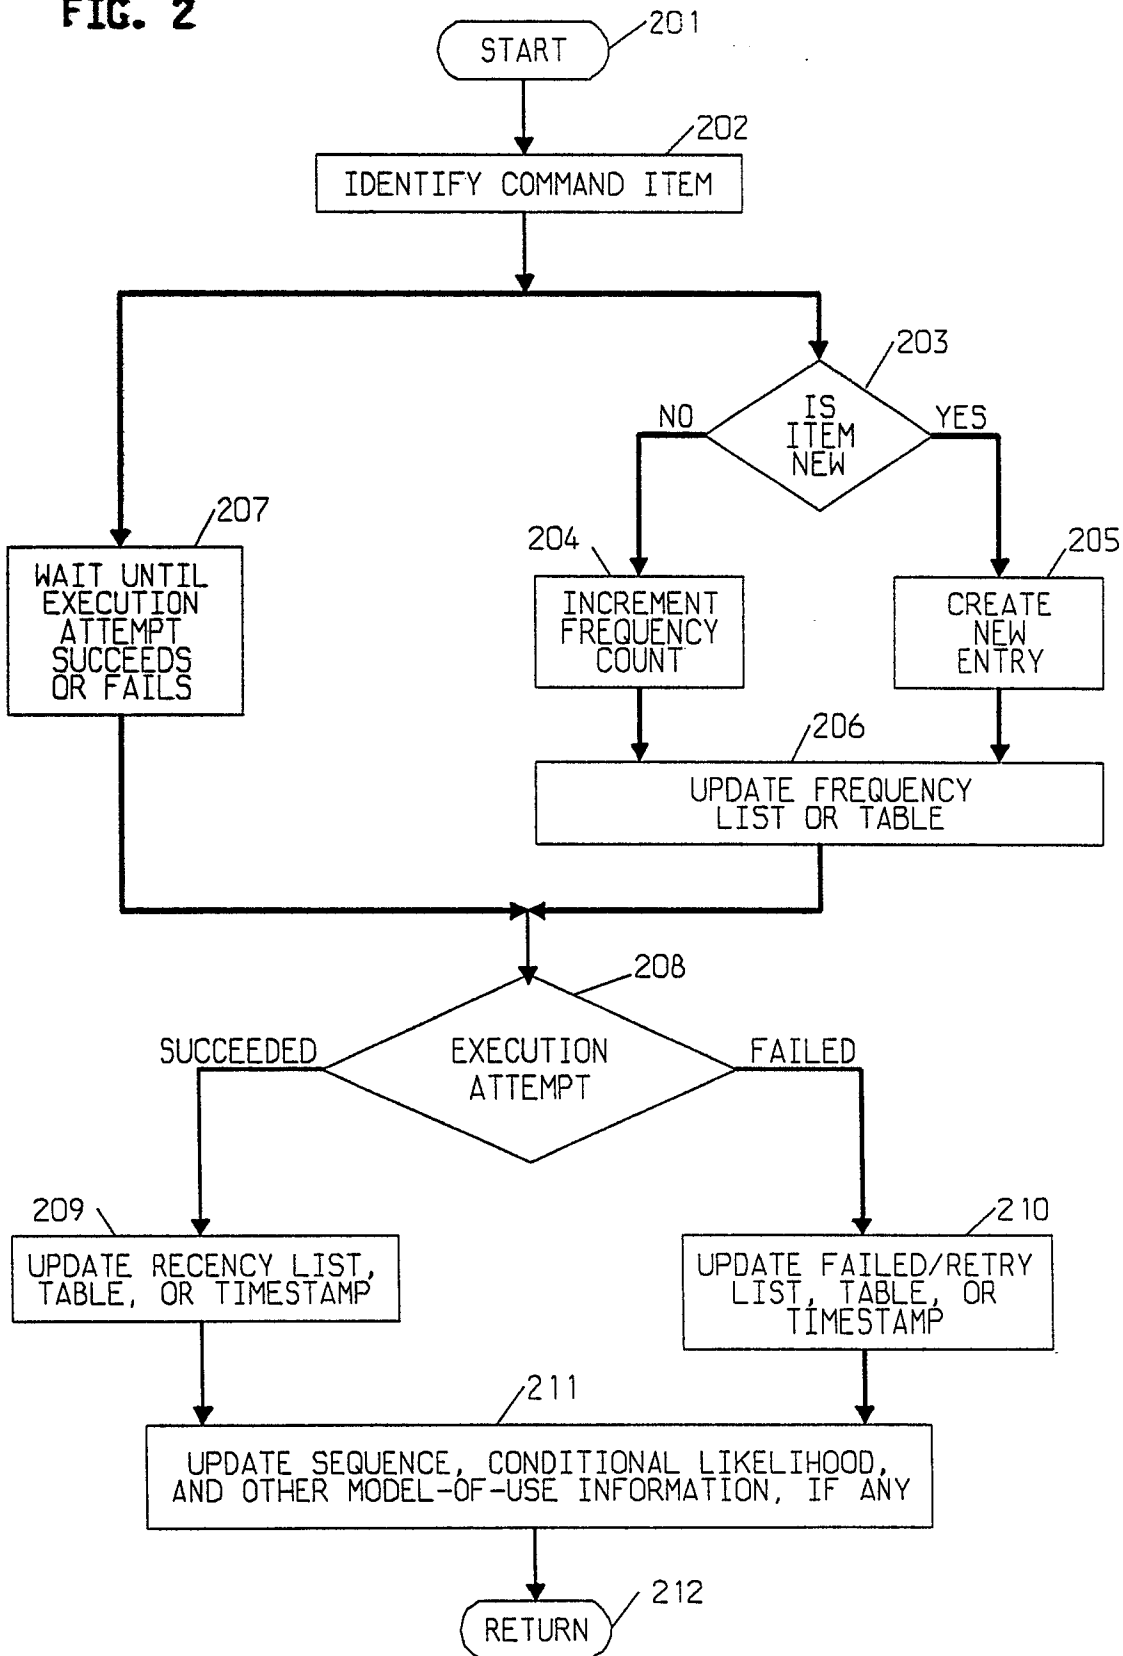 FIG. 2
START
201
202
IDENTIFY COMMAND ITEM
203
IS
ITEM
NEW
NO
YES
207
WAIT UNTIL
EXECUTION
ATTEMPT
SUCCEEDS
OR FAILS
204
INCREMENT
FREQUENCY
COUNT
205
CREATE
NEW
ENTRY
206
UPDATE FREQUENCY
LIST OR TABLE
208
EXECUTION
ATTEMPT
SUCCEEDED
FAILED
209
UPDATE RECENCY LIST,
TABLE, OR TIMESTAMP
210
UPDATE FAILED/RETRY
LIST, TABLE, OR
TIMESTAMP
211
UPDATE SEQUENCE, CONDITIONAL LIKELIHOOD,
AND OTHER MODEL-OF-USE INFORMATION, IF ANY
212
RETURN